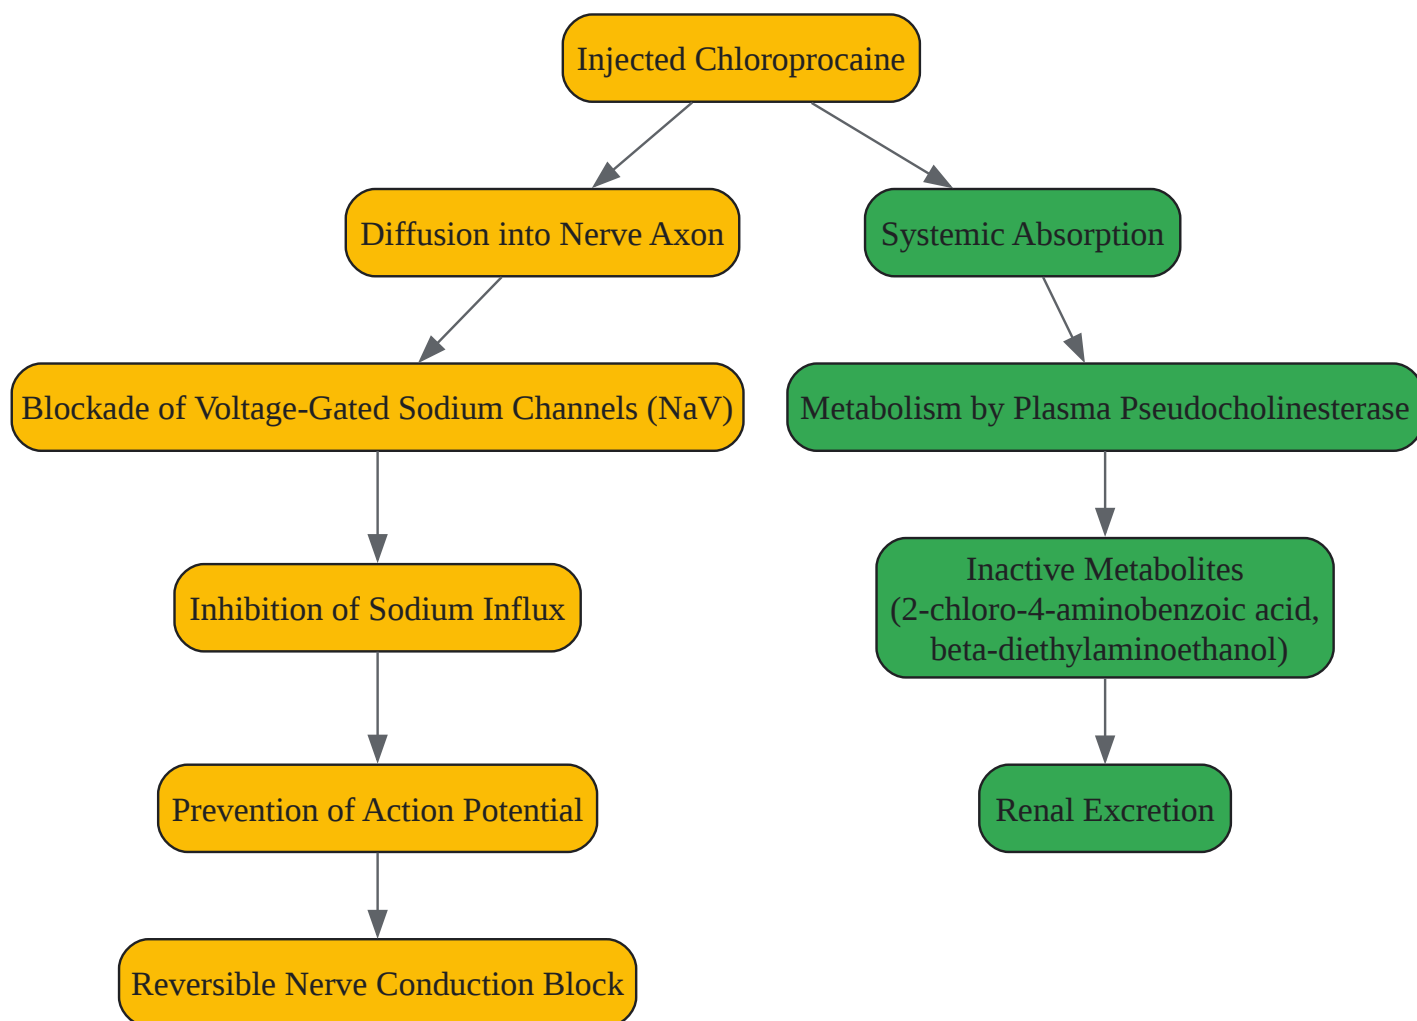 Injected Chloroprocaine
Diffusion into Nerve Axon
Systemic Absorption
Blockade of Voltage-Gated Sodium Channels (NaV)
Metabolism by Plasma Pseudocholinesterase
Inactive Metabolites
(2-chloro-4-aminobenzoic acid,
beta-diethylaminoethanol)
Inhibition of Sodium Influx
Prevention of Action Potential
Renal Excretion
Reversible Nerve Conduction Block